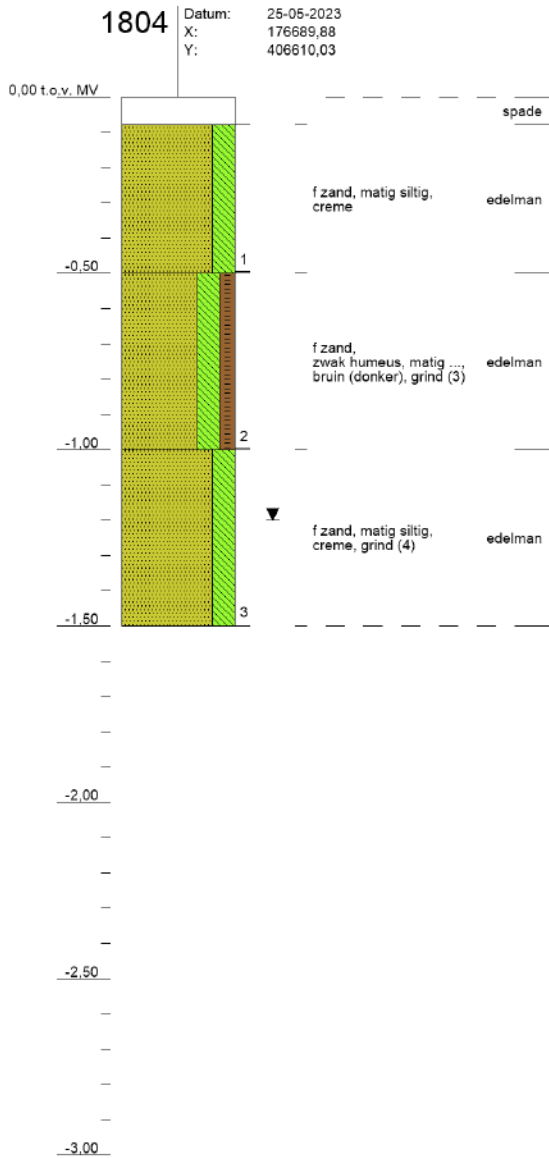 1804
Datum: 25-05-2023
X: 176689,88
Y: 406610,03
0,00 t.o.v. MV
spade
f zand, matig siltig,
creme
edelman
1
-0,50
f zand,
zwak humeus, matig ...,
bruin (donker), grind (3)
edelman
2
-1,00
f zand, matig siltig,
creme, grind (4)
edelman
3
-1,50
-2,00
-2,50
-3,00